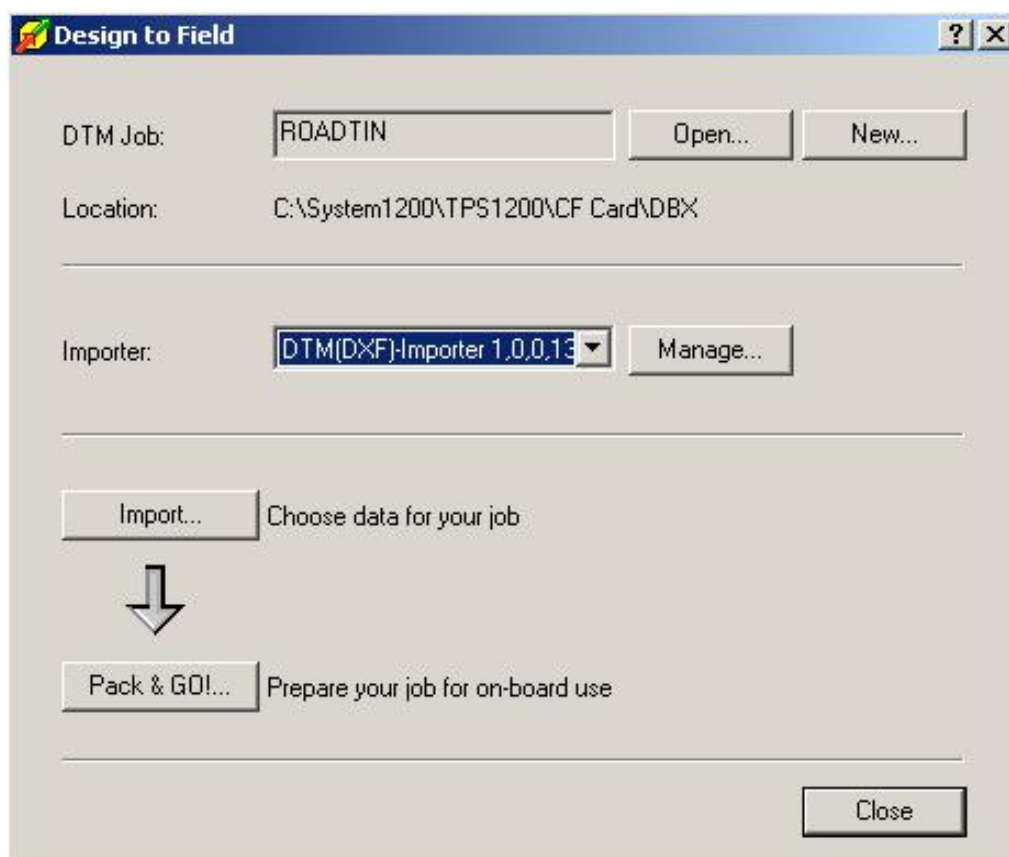 Design to Field
DTM Job: ROADTIN Open... New...
Location: C:\System1200\TPS1200\CF Card\DBX
Importer: DTM(DXF)-Importer 1,0,0,13 Manage...
Import... Choose data for your job
Pack & GO!... Prepare your job for on-board use
Close